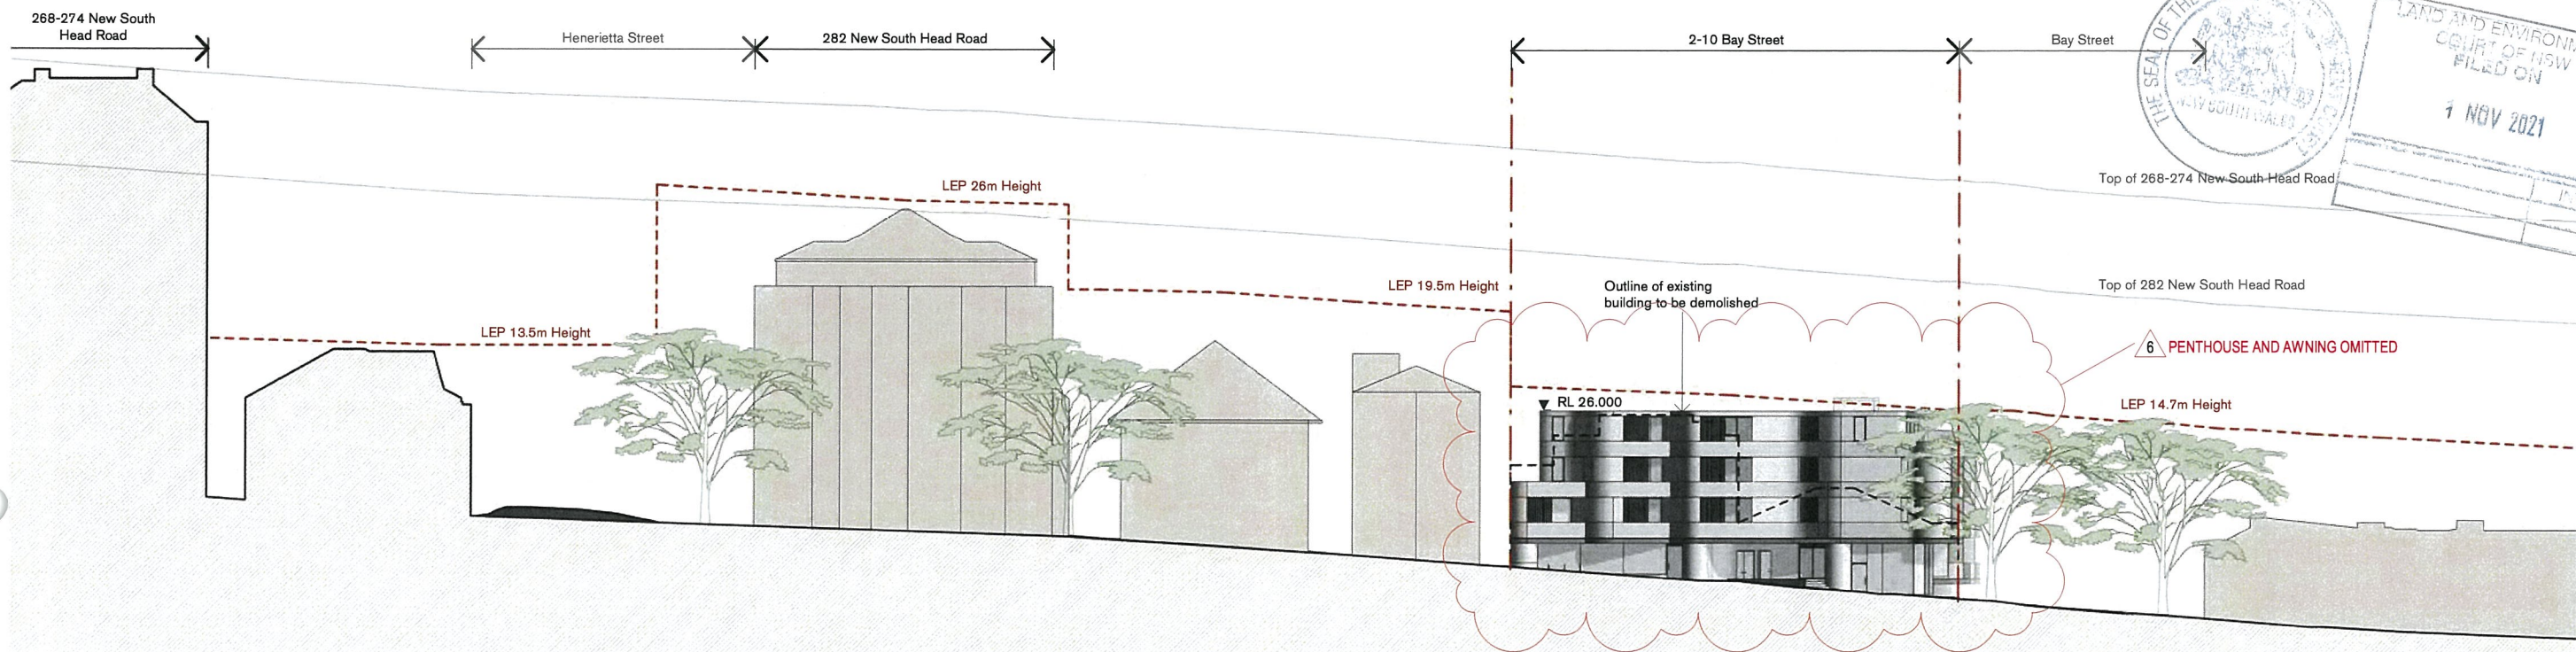 268-274 New South
Head Road
Henerietta Street
282 New South Head Road
2-10 Bay Street
Bay Street
THE SEAL OF THE
NEW SOUTH WALES
COURT
LAND AND ENVIRONM
COURT OF NSW
FILED ON
1 NOV 2021
Top of 268-274 New South Head Road
LEP 26m Height
LEP 19.5m Height
Outline of existing
building to be demolished
Top of 282 New South Head Road
LEP 13.5m Height
6
PENTHOUSE AND AWNING OMITTED
RL 26.000
LEP 14.7m Height